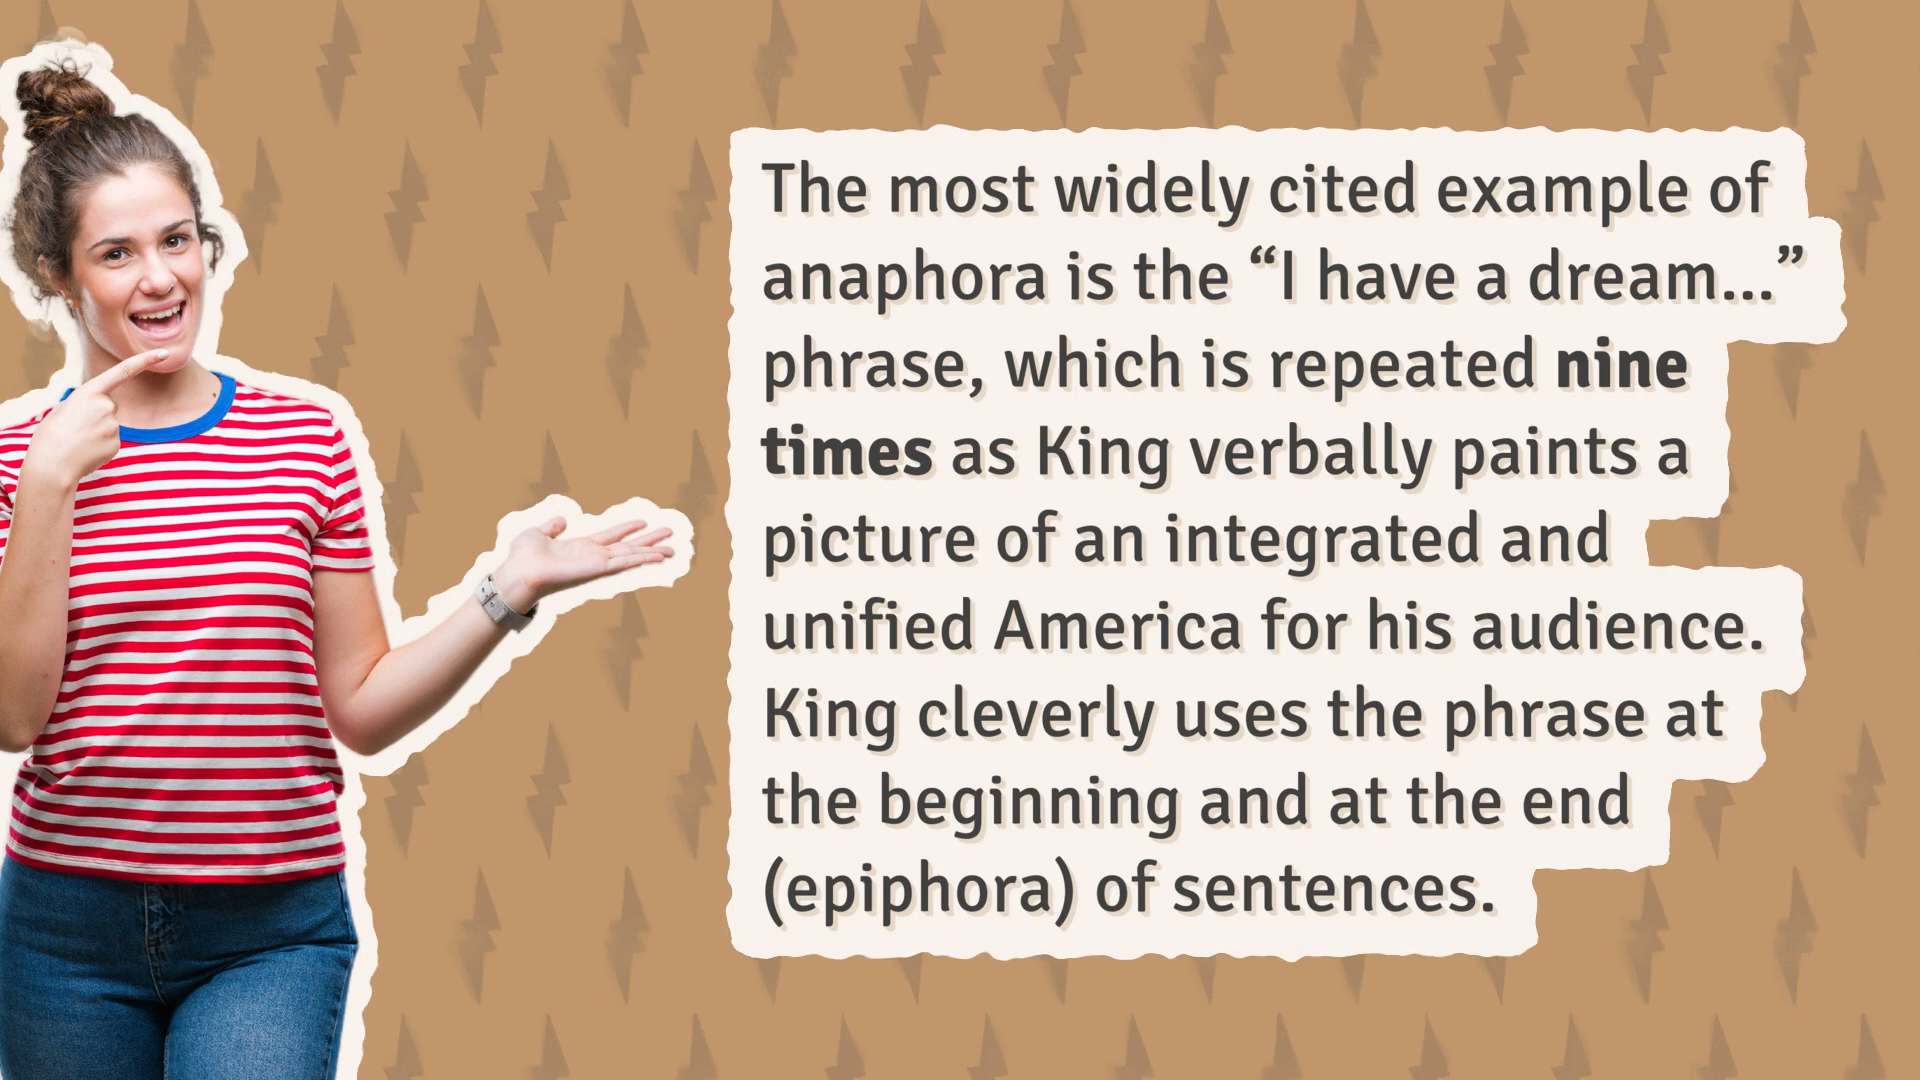 The most widely cited example of
anaphora is the “I have a dream...”
phrase, which is repeated nine
times as King verbally paints a
picture of an integrated and
unified America for his audience.
King cleverly uses the phrase at
the beginning and at the end
(epiphora) of sentences.